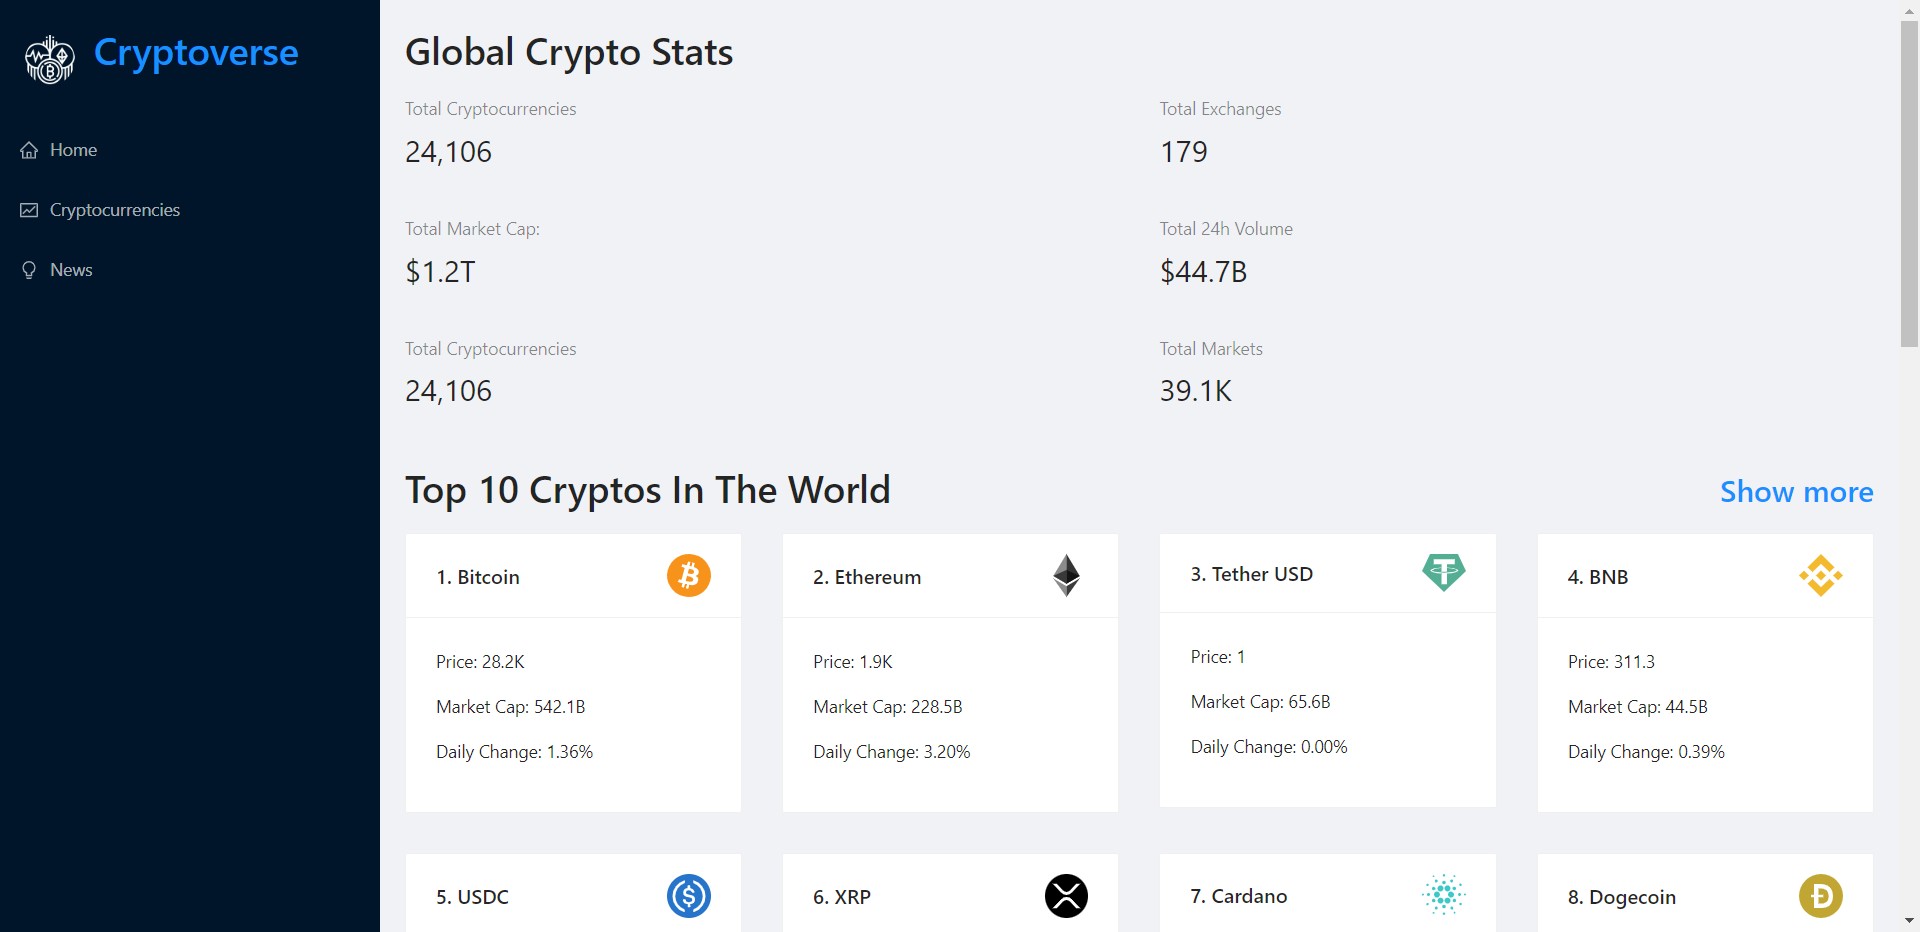 Cryptoverse
Home
Cryptocurrencies
News
Global Crypto Stats
Total Cryptocurrencies
24,106
Total Exchanges
179
Total Market Cap:
$1.2T
Total 24h Volume
$44.7B
Total Cryptocurrencies
24,106
Total Markets
39.1K
Top 10 Cryptos In The World
Show more
1. Bitcoin
Price: 28.2K
Market Cap: 542.1B
Daily Change: 1.36%
2. Ethereum
Price: 1.9K
Market Cap: 228.5B
Daily Change: 3.20%
3. Tether USD
Price: 1
Market Cap: 65.6B
Daily Change: 0.00%
4. BNB
Price: 311.3
Market Cap: 44.5B
Daily Change: 0.39%
5. USDC
6. XRP
7. Cardano
8. Dogecoin